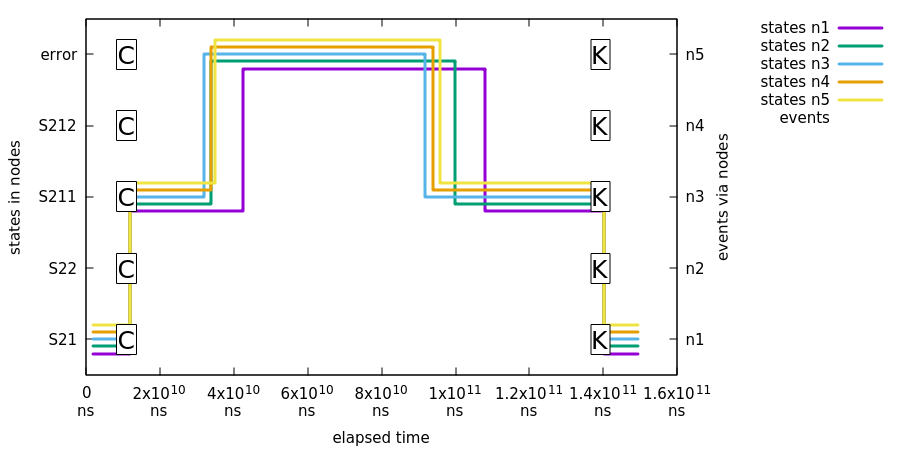 states n1
states n2
states n3
states n4
states n5
events
error C K n5
S212 C K n4
S211 C K n3
S22 C K n2
S21 C K n1
states in nodes
events via nodes
0 2x10^10 4x10^10 6x10^10 8x10^10 1x10^11 1.2x10^11 1.4x10^11 1.6x10^11
ns ns ns ns ns ns ns ns ns
elapsed time